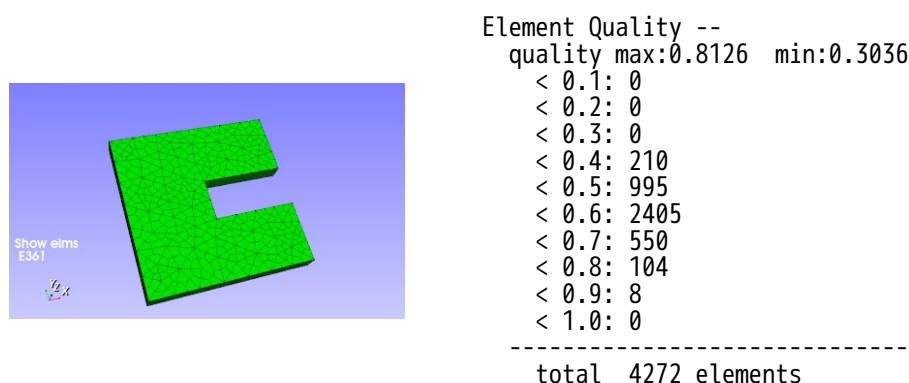 Element Quality --
quality max:0.8126 min:0.3036
< 0.1: 0
< 0.2: 0
< 0.3: 0
< 0.4: 210
< 0.5: 995
< 0.6: 2405
< 0.7: 550
< 0.8: 104
< 0.9: 8
< 1.0: 0
------------------------------
total 4272 elements
Show elms
E361
Y Z X